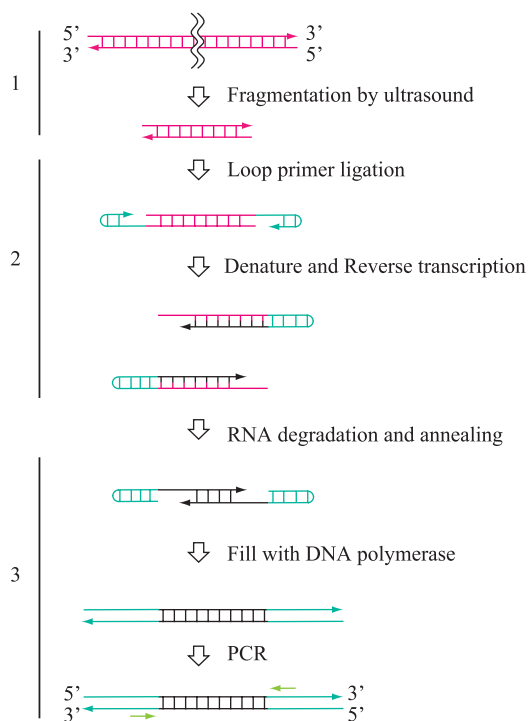 5’ 3’
3’ 5’
1
Fragmentation by ultrasound
Loop primer ligation
2
Denature and Reverse transcription
RNA degradation and annealing
Fill with DNA polymerase
3
PCR
5’ 3’
3’ 5’